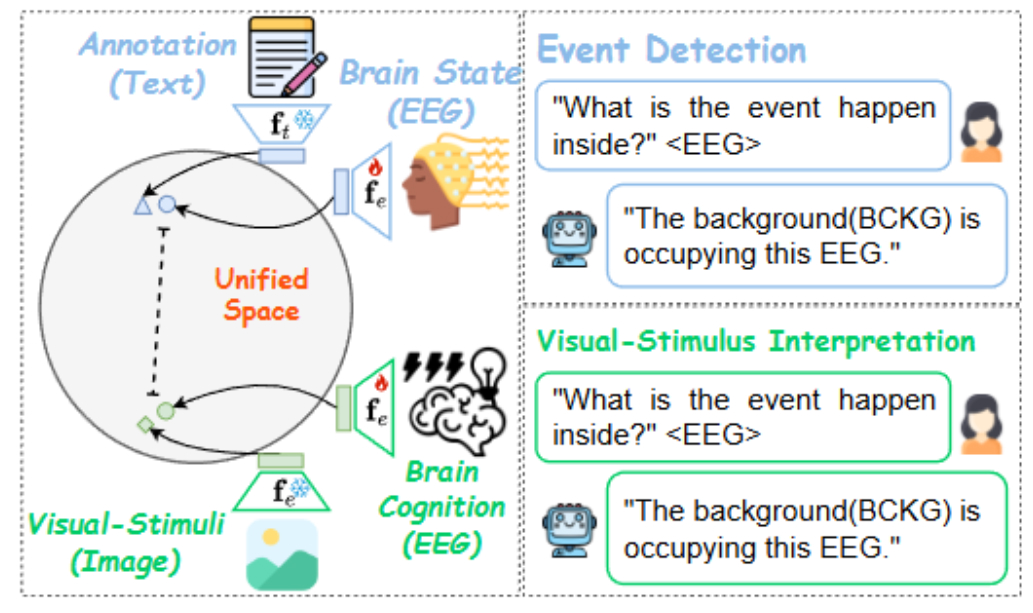 Annotation
(Text)
Brain State
(EEG)
f_t
f_e
Unified
Space
f_e
f_e
Brain
Cognition
(EEG)
Visual-Stimuli
(Image)
Event Detection
"What is the event happen
inside?" <EEG>
"The background(BCKG) is
occupying this EEG."
Visual-Stimulus Interpretation
"What is the event happen
inside?" <EEG>
"The background(BCKG) is
occupying this EEG."